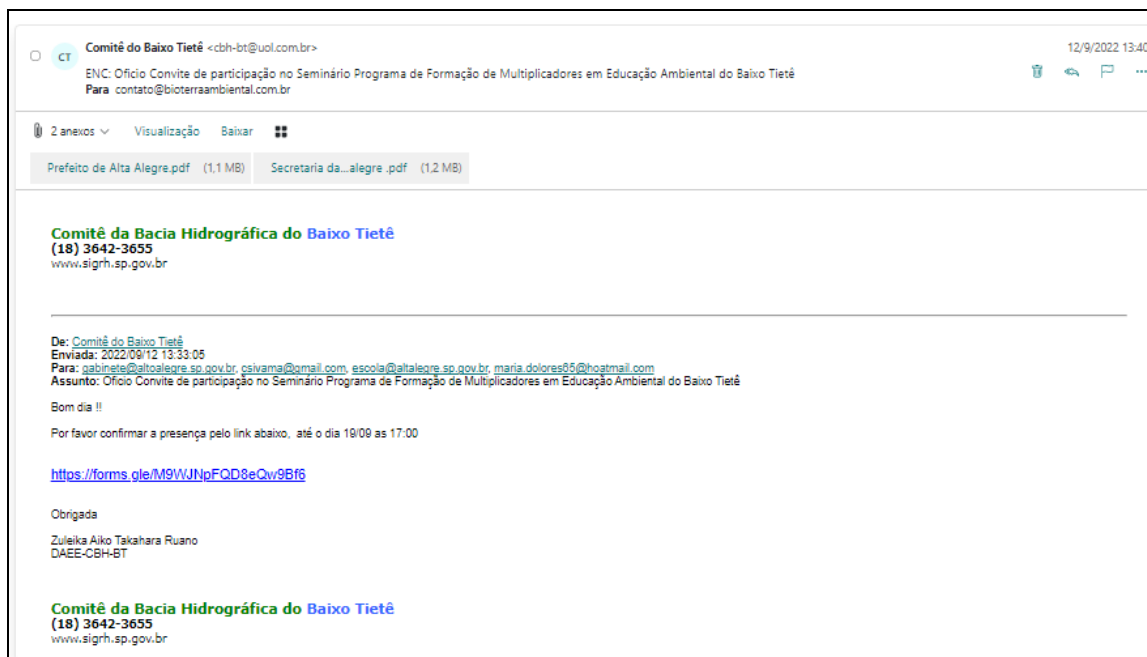 CT
Comitê do Baixo Tietê <cbh-bt@uol.com.br>
12/9/2022 13:40
ENC: Oficio Convite de participação no Seminário Programa de Formação de Multiplicadores em Educação Ambiental do Baixo Tietê
Para contato@bioterraambiental.com.br
2 anexos Visualização Baixar
Prefeito de Alta Alegre.pdf (1,1 MB) Secretaria da...alegre .pdf (1,2 MB)
Comitê da Bacia Hidrográfica do Baixo Tietê
(18) 3642-3655
www.sigrh.sp.gov.br
De: Comitê do Baixo Tietê
Enviada: 2022/09/12 13:33:05
Para: gabinete@altoalegre.sp.gov.br, csivama@gmail.com, escola@altalegre.sp.gov.br, maria.dolores65@hoatmail.com
Assunto: Oficio Convite de participação no Seminário Programa de Formação de Multiplicadores em Educação Ambiental do Baixo Tietê
Bom dia !!
Por favor confirmar a presença pelo link abaixo, até o dia 19/09 as 17:00
https://forms.gle/M9WJNpFQD8eQw9Bf6
Obrigada
Zuleika Aiko Takahara Ruano
DAEE-CBH-BT
Comitê da Bacia Hidrográfica do Baixo Tietê
(18) 3642-3655
www.sigrh.sp.gov.br